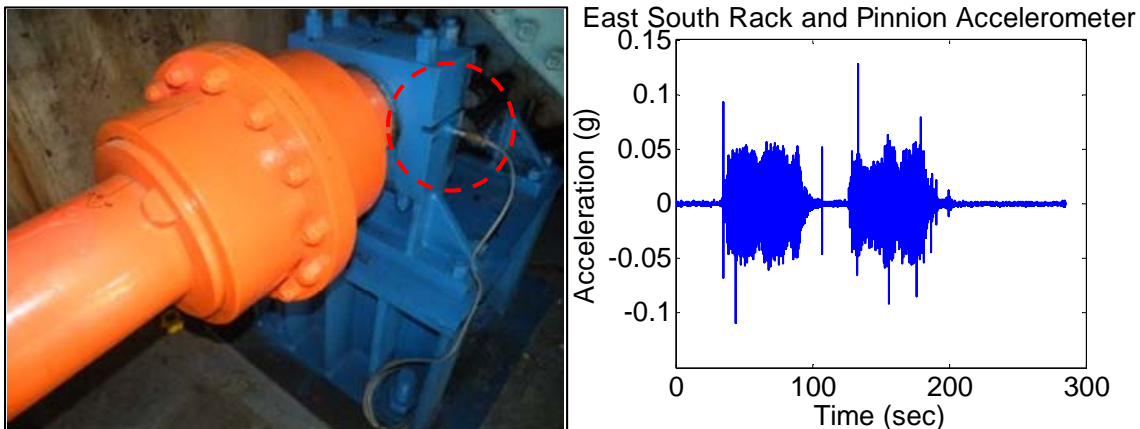 East South Rack and Pinnion Accelerometer
0.15
0.1
0.05
0
-0.05
-0.1
Acceleration (g)
0 100 200 300
Time (sec)